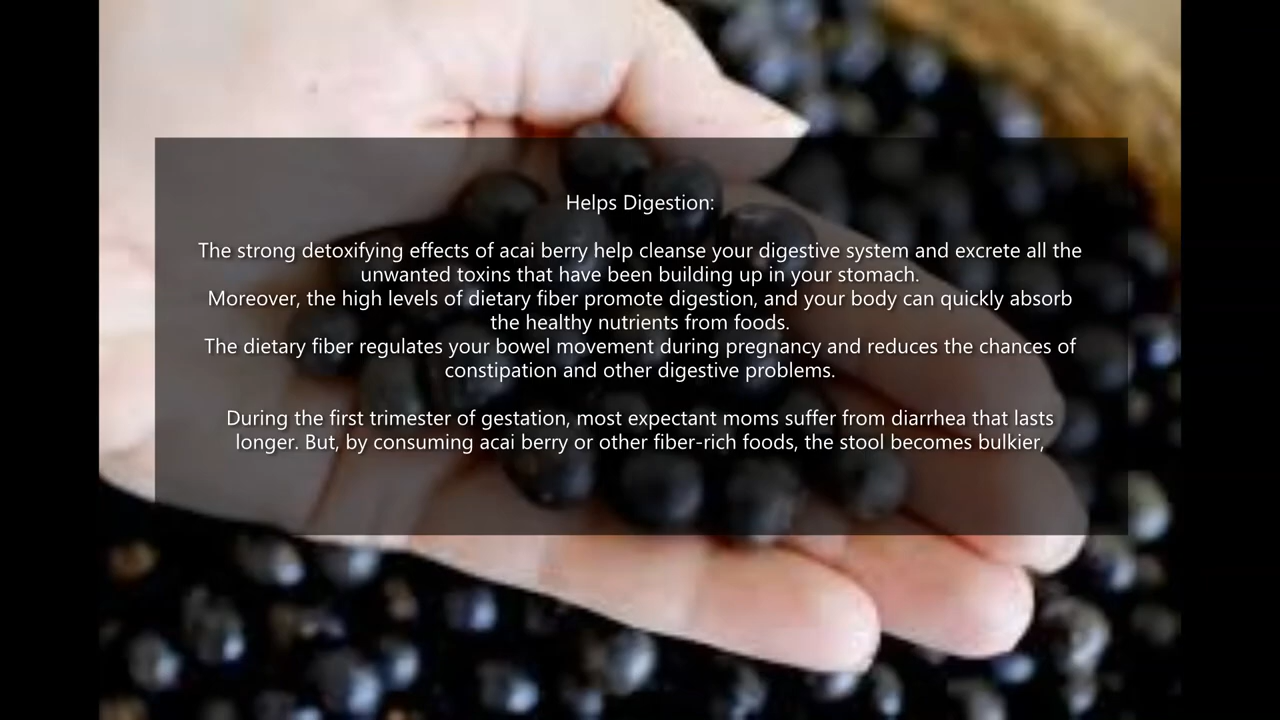 Helps Digestion:
The strong detoxifying effects of acai berry help cleanse your digestive system and excrete all the
unwanted toxins that have been building up in your stomach.
Moreover, the high levels of dietary fiber promote digestion, and your body can quickly absorb
the healthy nutrients from foods.
The dietary fiber regulates your bowel movement during pregnancy and reduces the chances of
constipation and other digestive problems.
During the first trimester of gestation, most expectant moms suffer from diarrhea that lasts
longer. But, by consuming acai berry or other fiber-rich foods, the stool becomes bulkier,